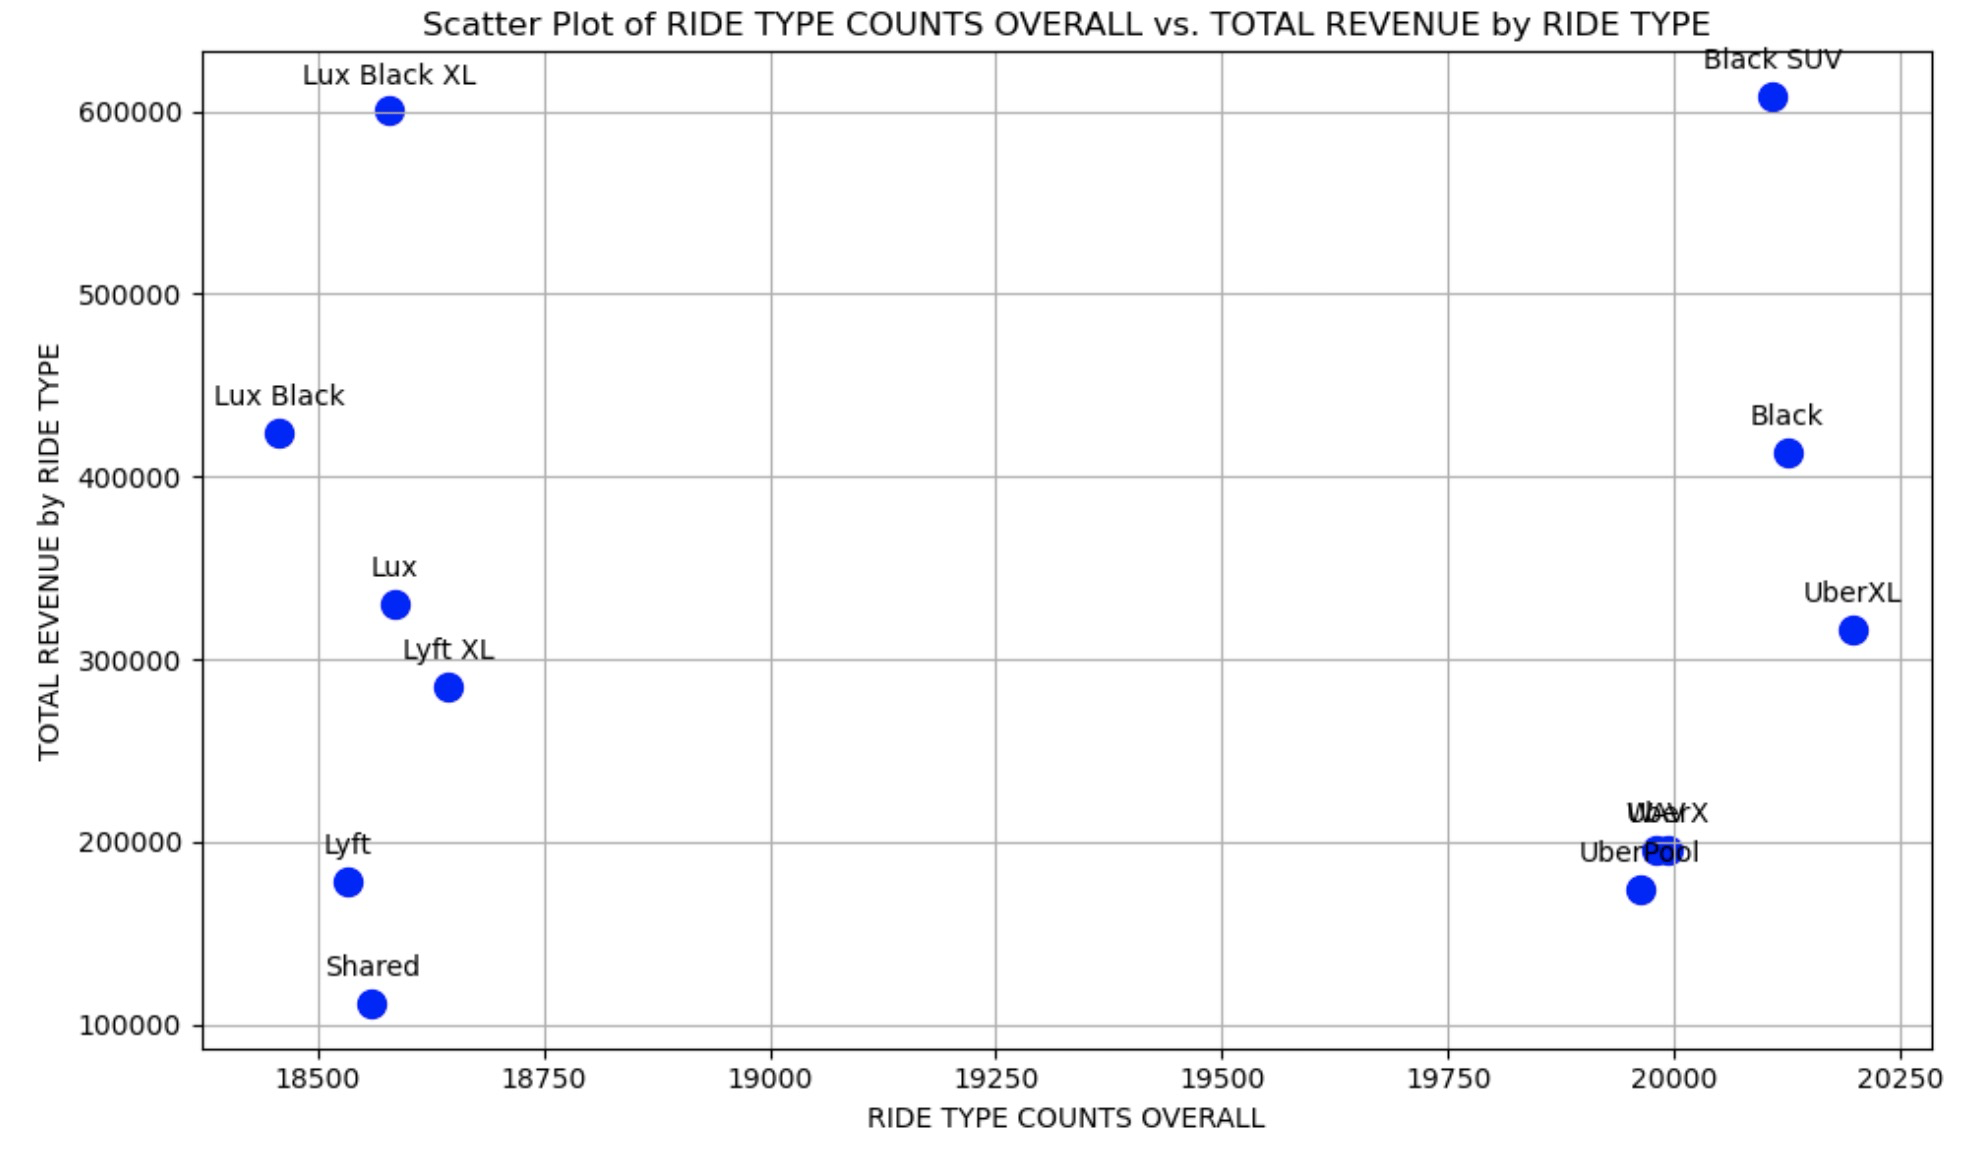 Scatter Plot of RIDE TYPE COUNTS OVERALL vs. TOTAL REVENUE by RIDE TYPE
TOTAL REVENUE by RIDE TYPE
600000
500000
400000
300000
200000
100000
Lux Black XL
Black SUV
Lux Black
Black
Lux
UberXL
Lyft XL
WAV
UberX
Lyft
UberPool
Shared
18500
18750
19000
19250
19500
19750
20000
20250
RIDE TYPE COUNTS OVERALL